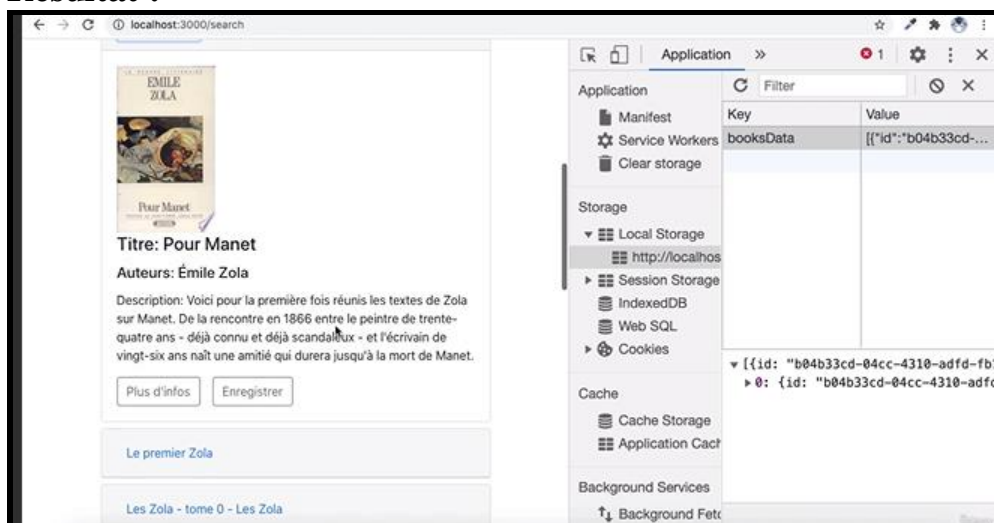 localhost:3000/search
EMILE
ZOLA
Pour Manet
Titre: Pour Manet
Auteurs: Émile Zola
Description: Voici pour la première fois réunis les textes de Zola
sur Manet. De la rencontre en 1866 entre le peintre de trente-
quatre ans - déjà connu et déjà scandaleux - et l'écrivain de
vingt-six ans naît une amitié qui durera jusqu'à la mort de Manet.
Plus d'infos Enregistrer
Le premier Zola
Les Zola - tome 0 - Les Zola
Application » 1
Application
Manifest
Service Workers
Clear storage
Storage
Local Storage
http://localhos
Session Storage
IndexedDB
Web SQL
Cookies
Cache
Cache Storage
Application Cach
Background Services
Background Fetc
Filter
Key Value
booksData [{"id":"b04b33cd-...
[{id: "b04b33cd-04cc-4310-adfd-fb
0: {id: "b04b33cd-04cc-4310-adfd